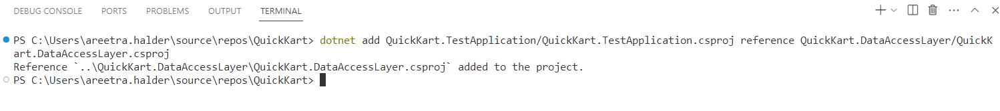 DEBUG CONSOLE PORTS PROBLEMS OUTPUT TERMINAL
PS C:\Users\areetra.halder\source\repos\QuickKart> dotnet add QuickKart.TestApplication/QuickKart.TestApplication.csproj reference QuickKart.DataAccessLayer/QuickK
art.DataAccessLayer.csproj
Reference `..\QuickKart.DataAccessLayer\QuickKart.DataAccessLayer.csproj` added to the project.
PS C:\Users\areetra.halder\source\repos\QuickKart>